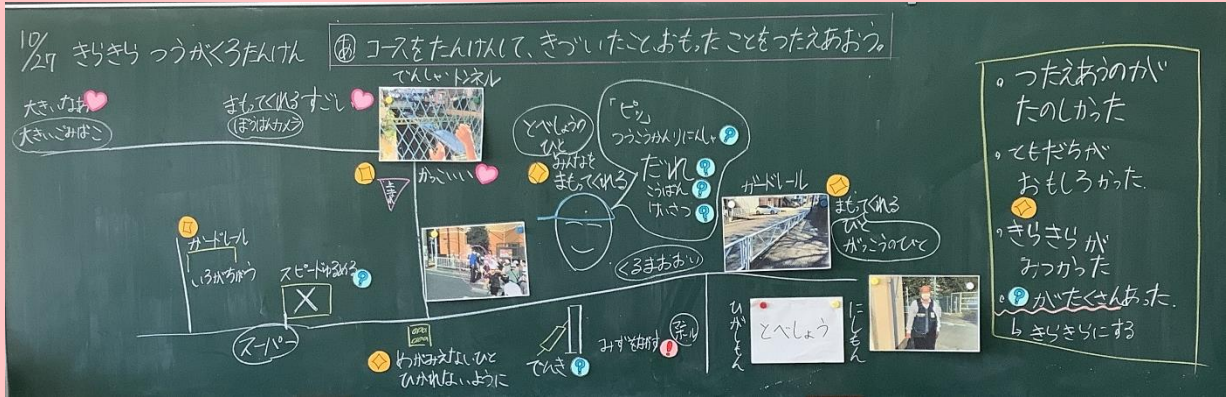 10/27 きらきら つうがくろたんけん
あ コースをたんけんして、きづいたこと、おもったことをつたえあおう。
大きいなあ
大きいごみばこ
まもってくれる すごい
ぼうはんカメラ
でんしゃ・トンネル
かっこいい
止まれ
とべしょうの
ひと
みんなを
まもってくれる
「ピッ」
つうこうかんりにんしゃ
だれ
こうばん
けいさつ
くるまおおい
ガードレール
まもってくれる
ひと
がっこうのひと
ガードレール
いろがちがう
スピードゆるめる
スーパー
めがみえないひと
ひかれないように
でんき
みずをながす
マンホール
ひがしもん
とべしょう
にしもん
。つたえあうのが
たのしかった
。ともだちが
おもしろかった
。きらきらが
みつかった
。?がたくさんあった。
↳きらきらにする